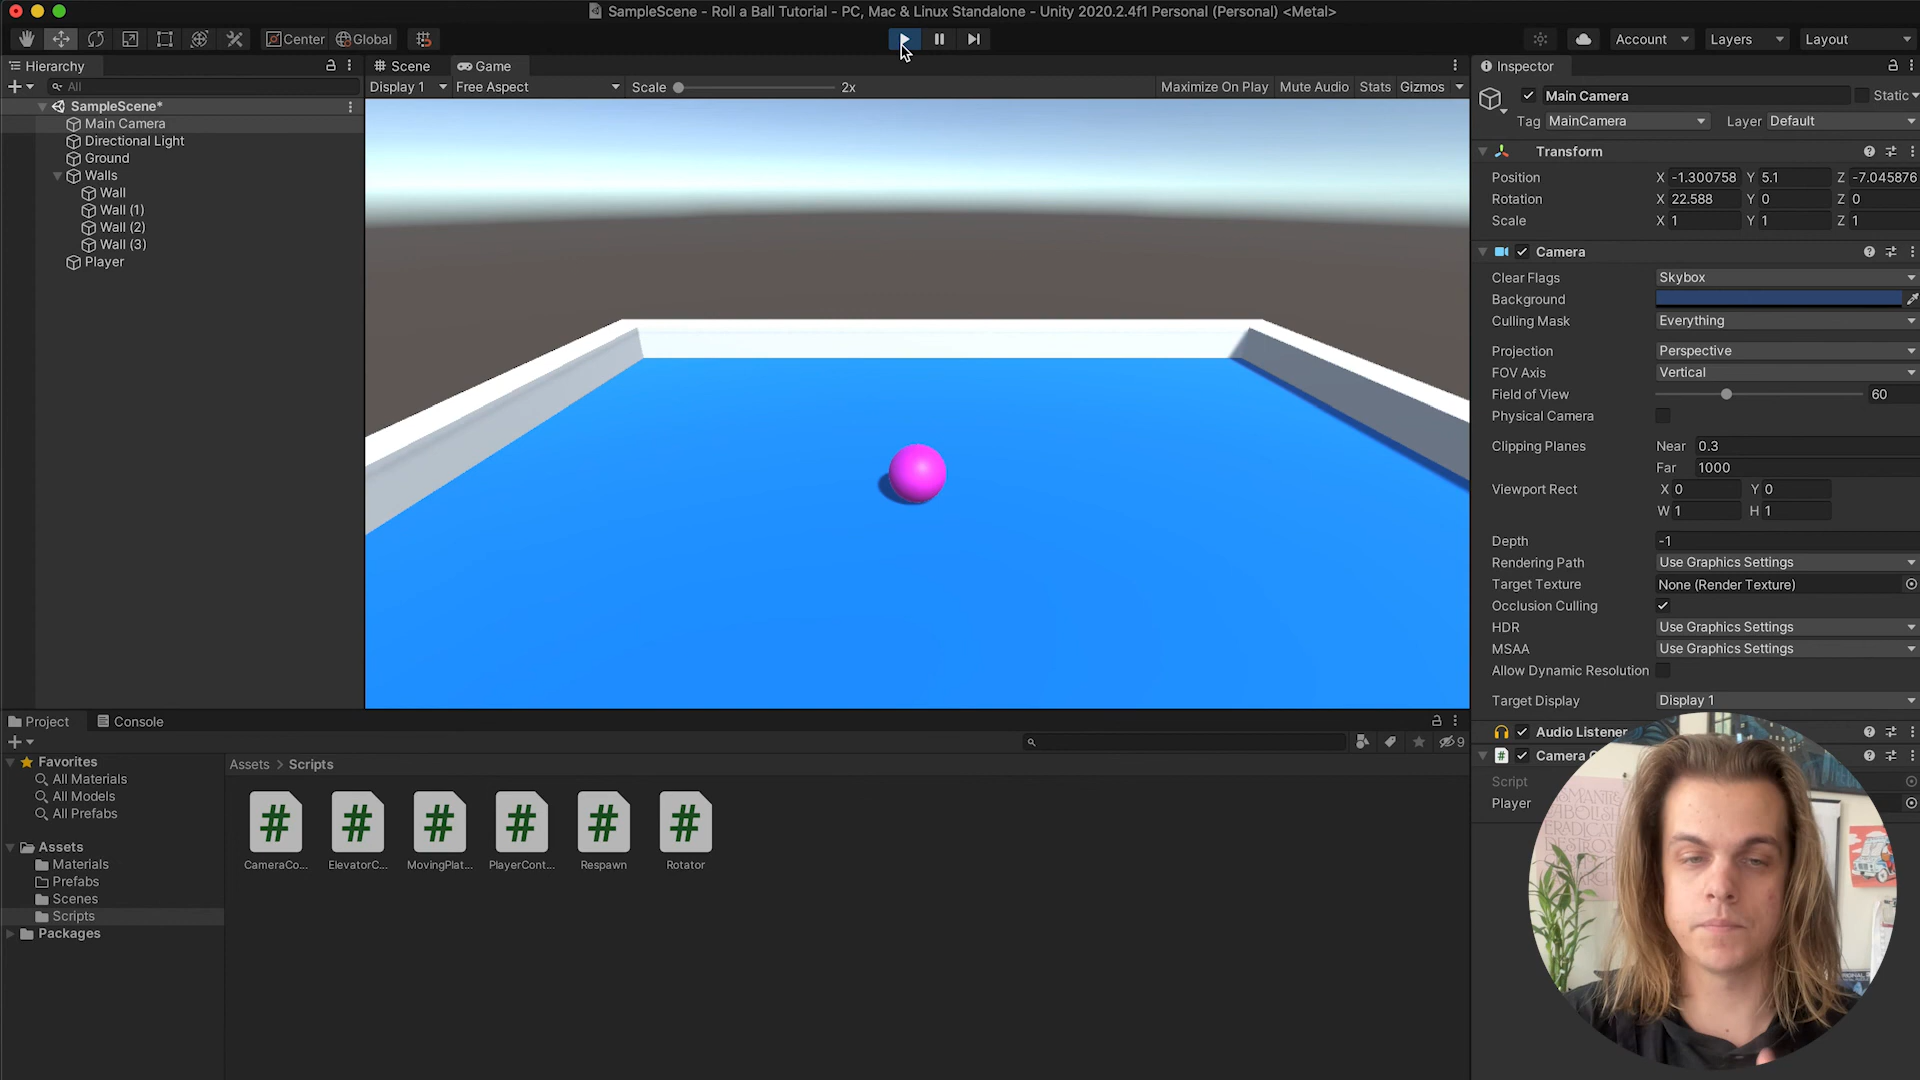 SampleScene - Roll a Ball Tutorial - PC, Mac & Linux Standalone - Unity 2020.2.4f1 Personal (Personal) <Metal>
Center Global
Account Layers Layout
Hierarchy
All
SampleScene*
Main Camera
Directional Light
Ground
Walls
Wall
Wall (1)
Wall (2)
Wall (3)
Player
Scene Game
Display 1 Free Aspect Scale 2x Maximize On Play Mute Audio Stats Gizmos
Inspector
Main Camera Static
Tag MainCamera Layer Default
Transform
Position X -1.300758 Y 5.1 Z -7.045876
Rotation X 22.588 Y 0 Z 0
Scale X 1 Y 1 Z 1
Camera
Clear Flags Skybox
Background
Culling Mask Everything
Projection Perspective
FOV Axis Vertical
Field of View 60
Physical Camera
Clipping Planes Near 0.3
Far 1000
Viewport Rect X 0 Y 0
W 1 H 1
Depth -1
Rendering Path Use Graphics Settings
Target Texture None (Render Texture)
Occlusion Culling
HDR Use Graphics Settings
MSAA Use Graphics Settings
Allow Dynamic Resolution
Target Display Display 1
Audio Listener
Camera
Script
Player
Project Console
9
Favorites
All Materials
All Models
All Prefabs
Assets
Materials
Prefabs
Scenes
Scripts
Packages
Assets > Scripts
CameraCo...
ElevatorC...
MovingPlat...
PlayerCont...
Respawn
Rotator